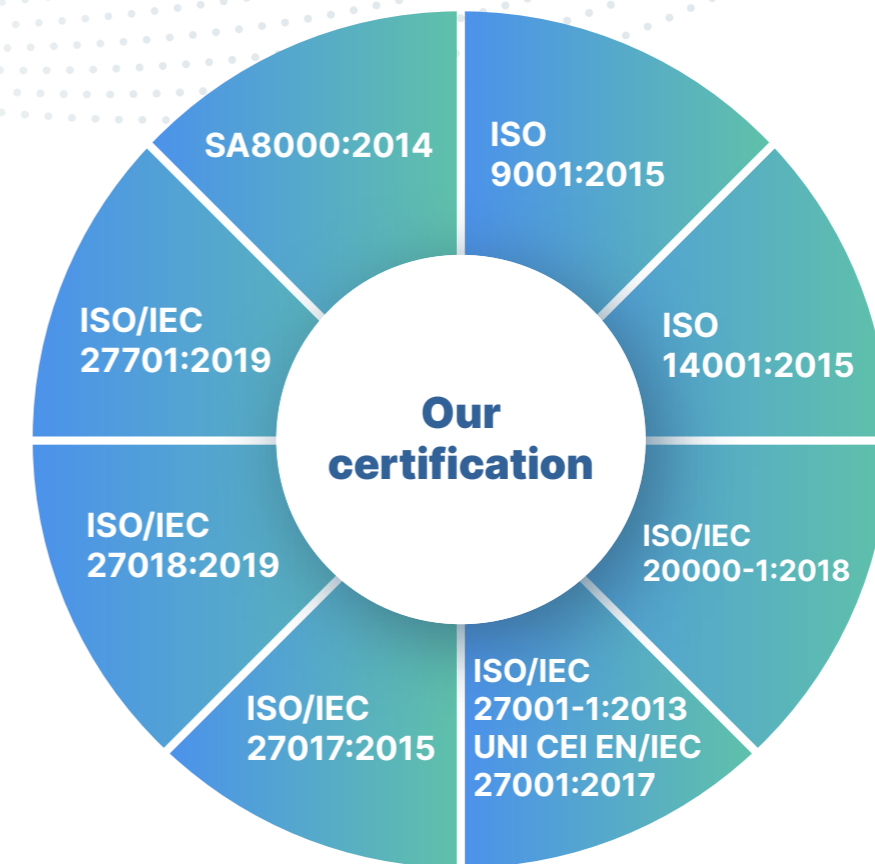 SA8000:2014
ISO
9001:2015
ISO/IEC
27701:2019
ISO
14001:2015
Our
certification
ISO/IEC
27018:2019
ISO/IEC
20000-1:2018
ISO/IEC
27017:2015
ISO/IEC
27001-1:2013
UNI CEI EN/IEC
27001:2017